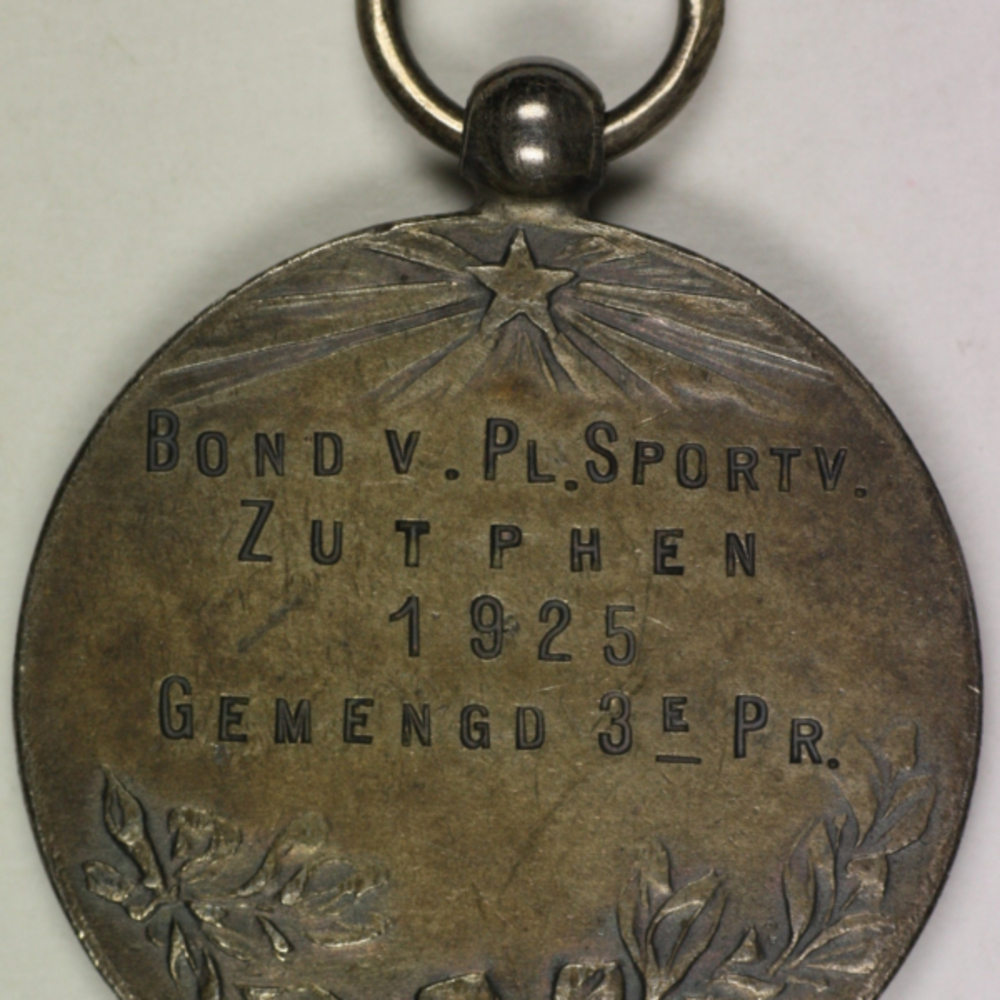 BOND V. PL. SPORTV.
ZUTPHEN
1925
GEMENGD 3E PR.